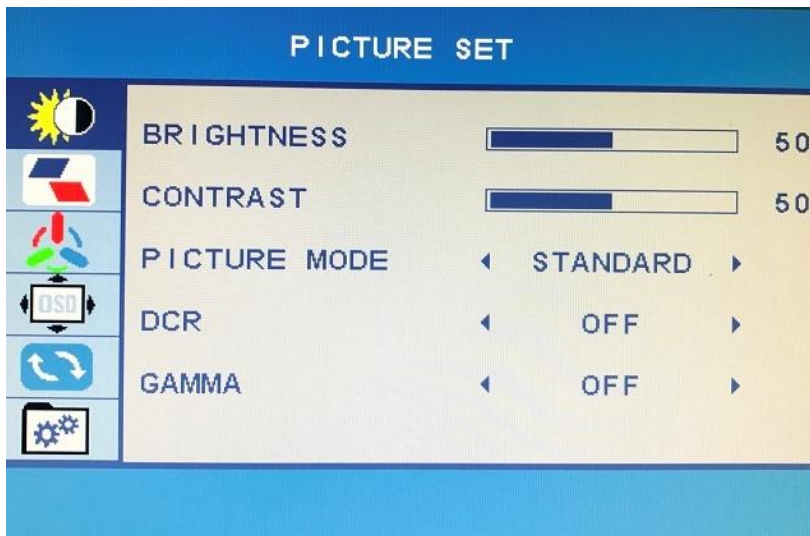 PICTURE SET
BRIGHTNESS 50
CONTRAST 50
PICTURE MODE STANDARD
DCR OFF
GAMMA OFF
OSD